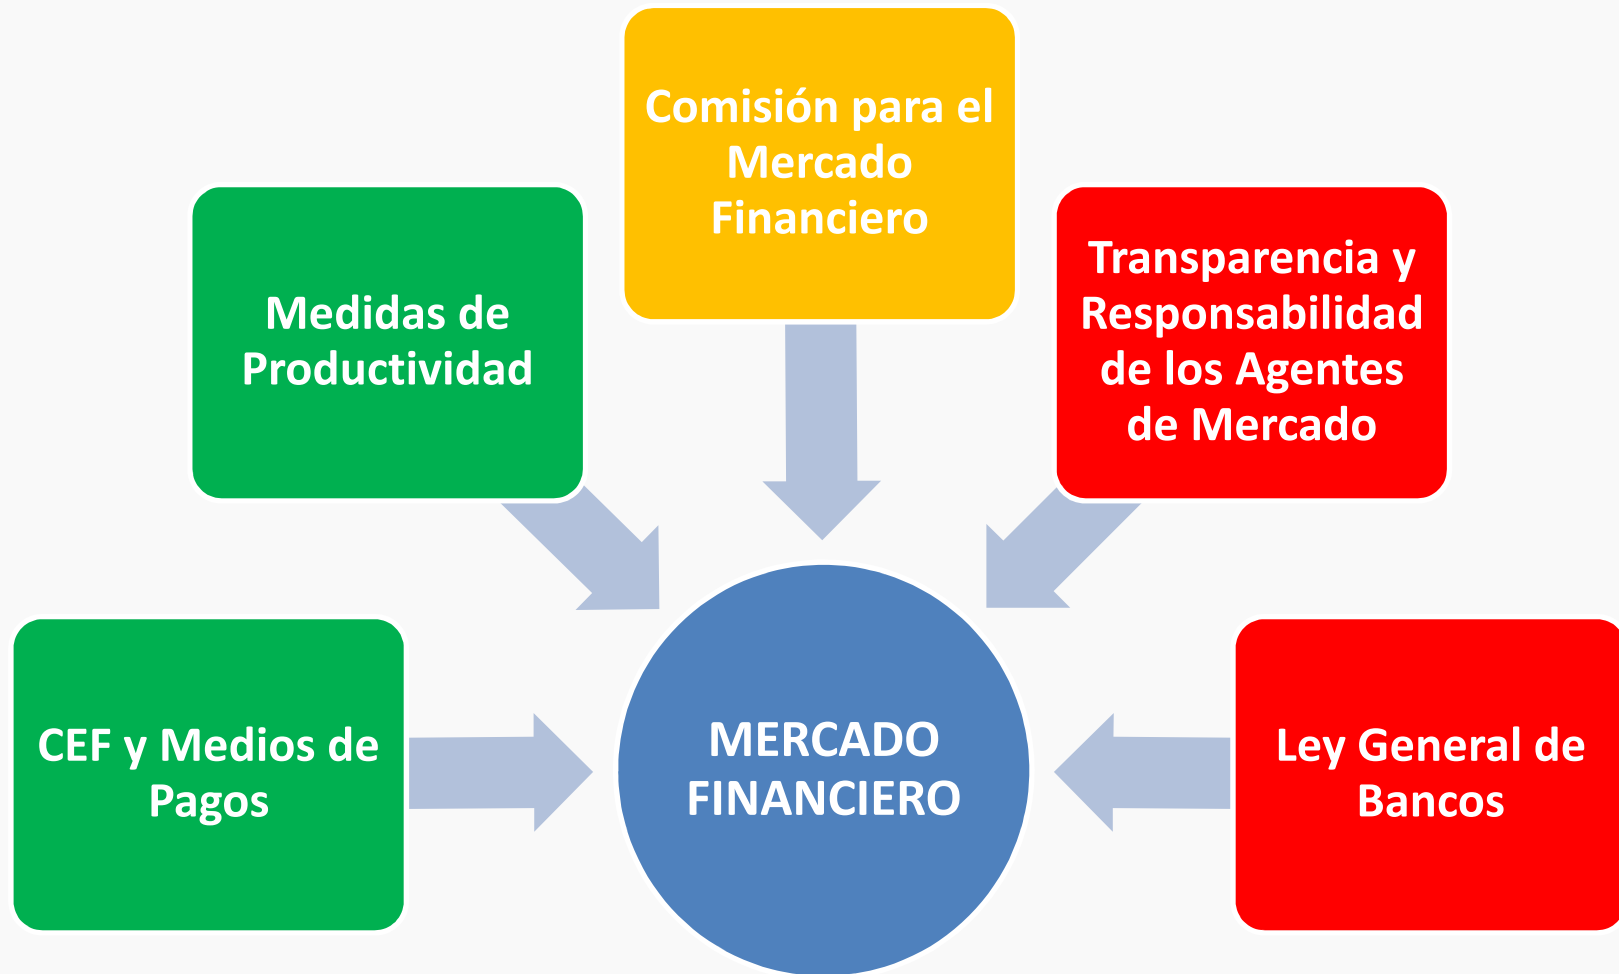 Comisión para el
Mercado
Financiero
Medidas de
Productividad
Transparencia y
Responsabilidad
de los Agentes
de Mercado
CEF y Medios de
Pagos
MERCADO
FINANCIERO
Ley General de
Bancos